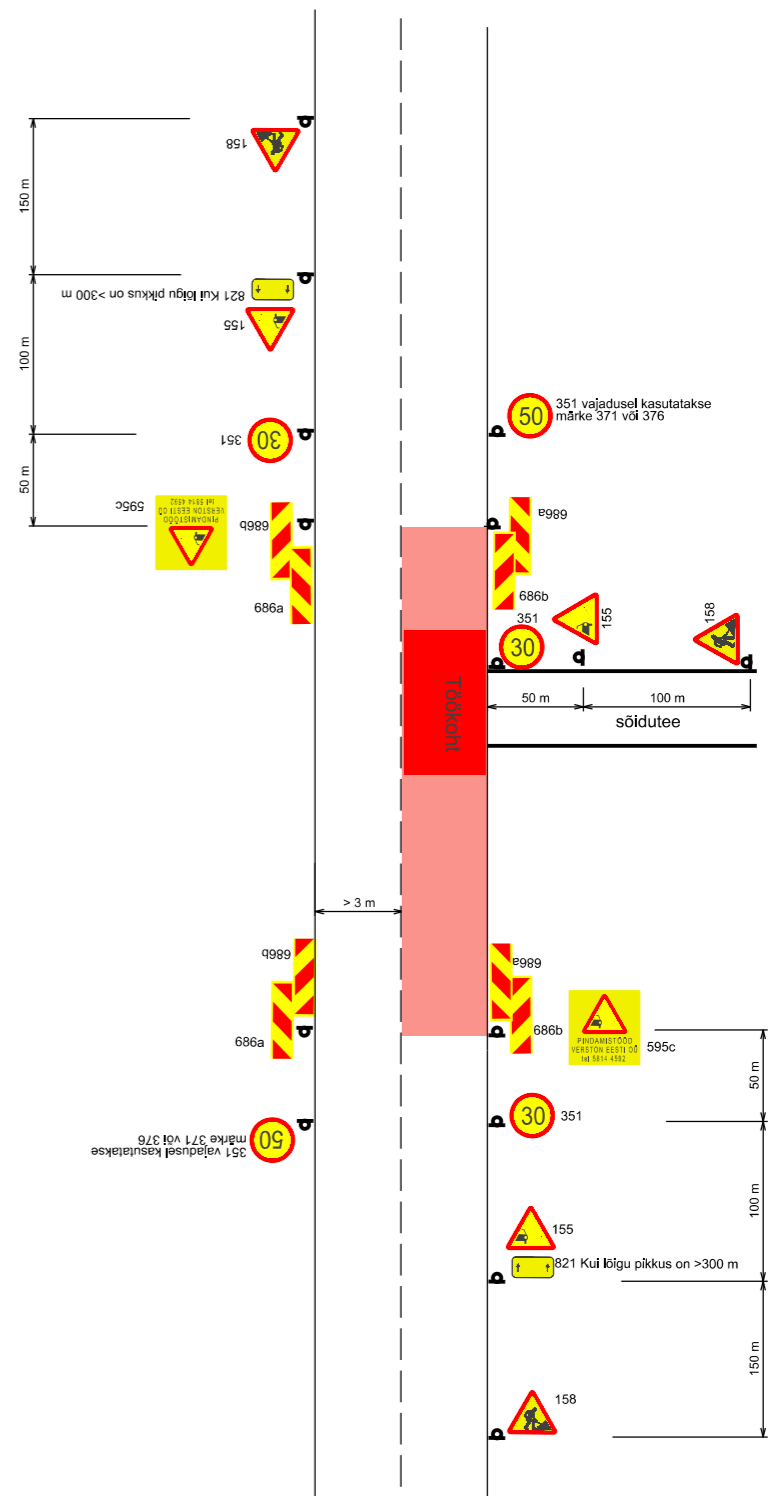 158
150 m
821 Kui lõigu pikkus on >300 m
155
100 m
30
351
50
351 vajadusel kasutatakse
märke 371 või 376
50 m
595c
PINDAMISTÖÖD
VERSTON EESTI OÜ
tel 5814 4592
686b
686a
686a
686b
351
30
155
158
50 m
100 m
sõidutee
Töökoht
> 3 m
686b
686a
686a
686b
PINDAMISTÖÖD
VERSTON EESTI OÜ
tel 5814 4592
595c
50 m
50
351 vajadusel kasutatakse
märke 371 või 376
30
351
100 m
155
821 Kui lõigu pikkus on >300 m
150 m
158